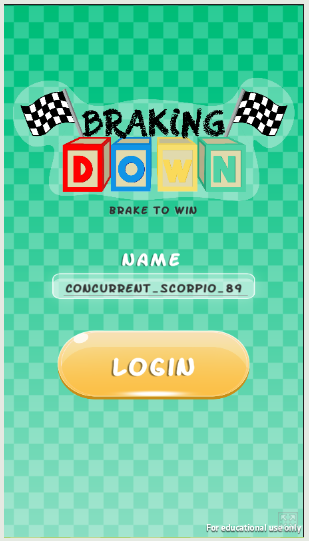 BRAKING
DOWN
BRAKE TO WIN
NAME
CONCURRENT_SCORPIO_89
LOGIN
For educational use only